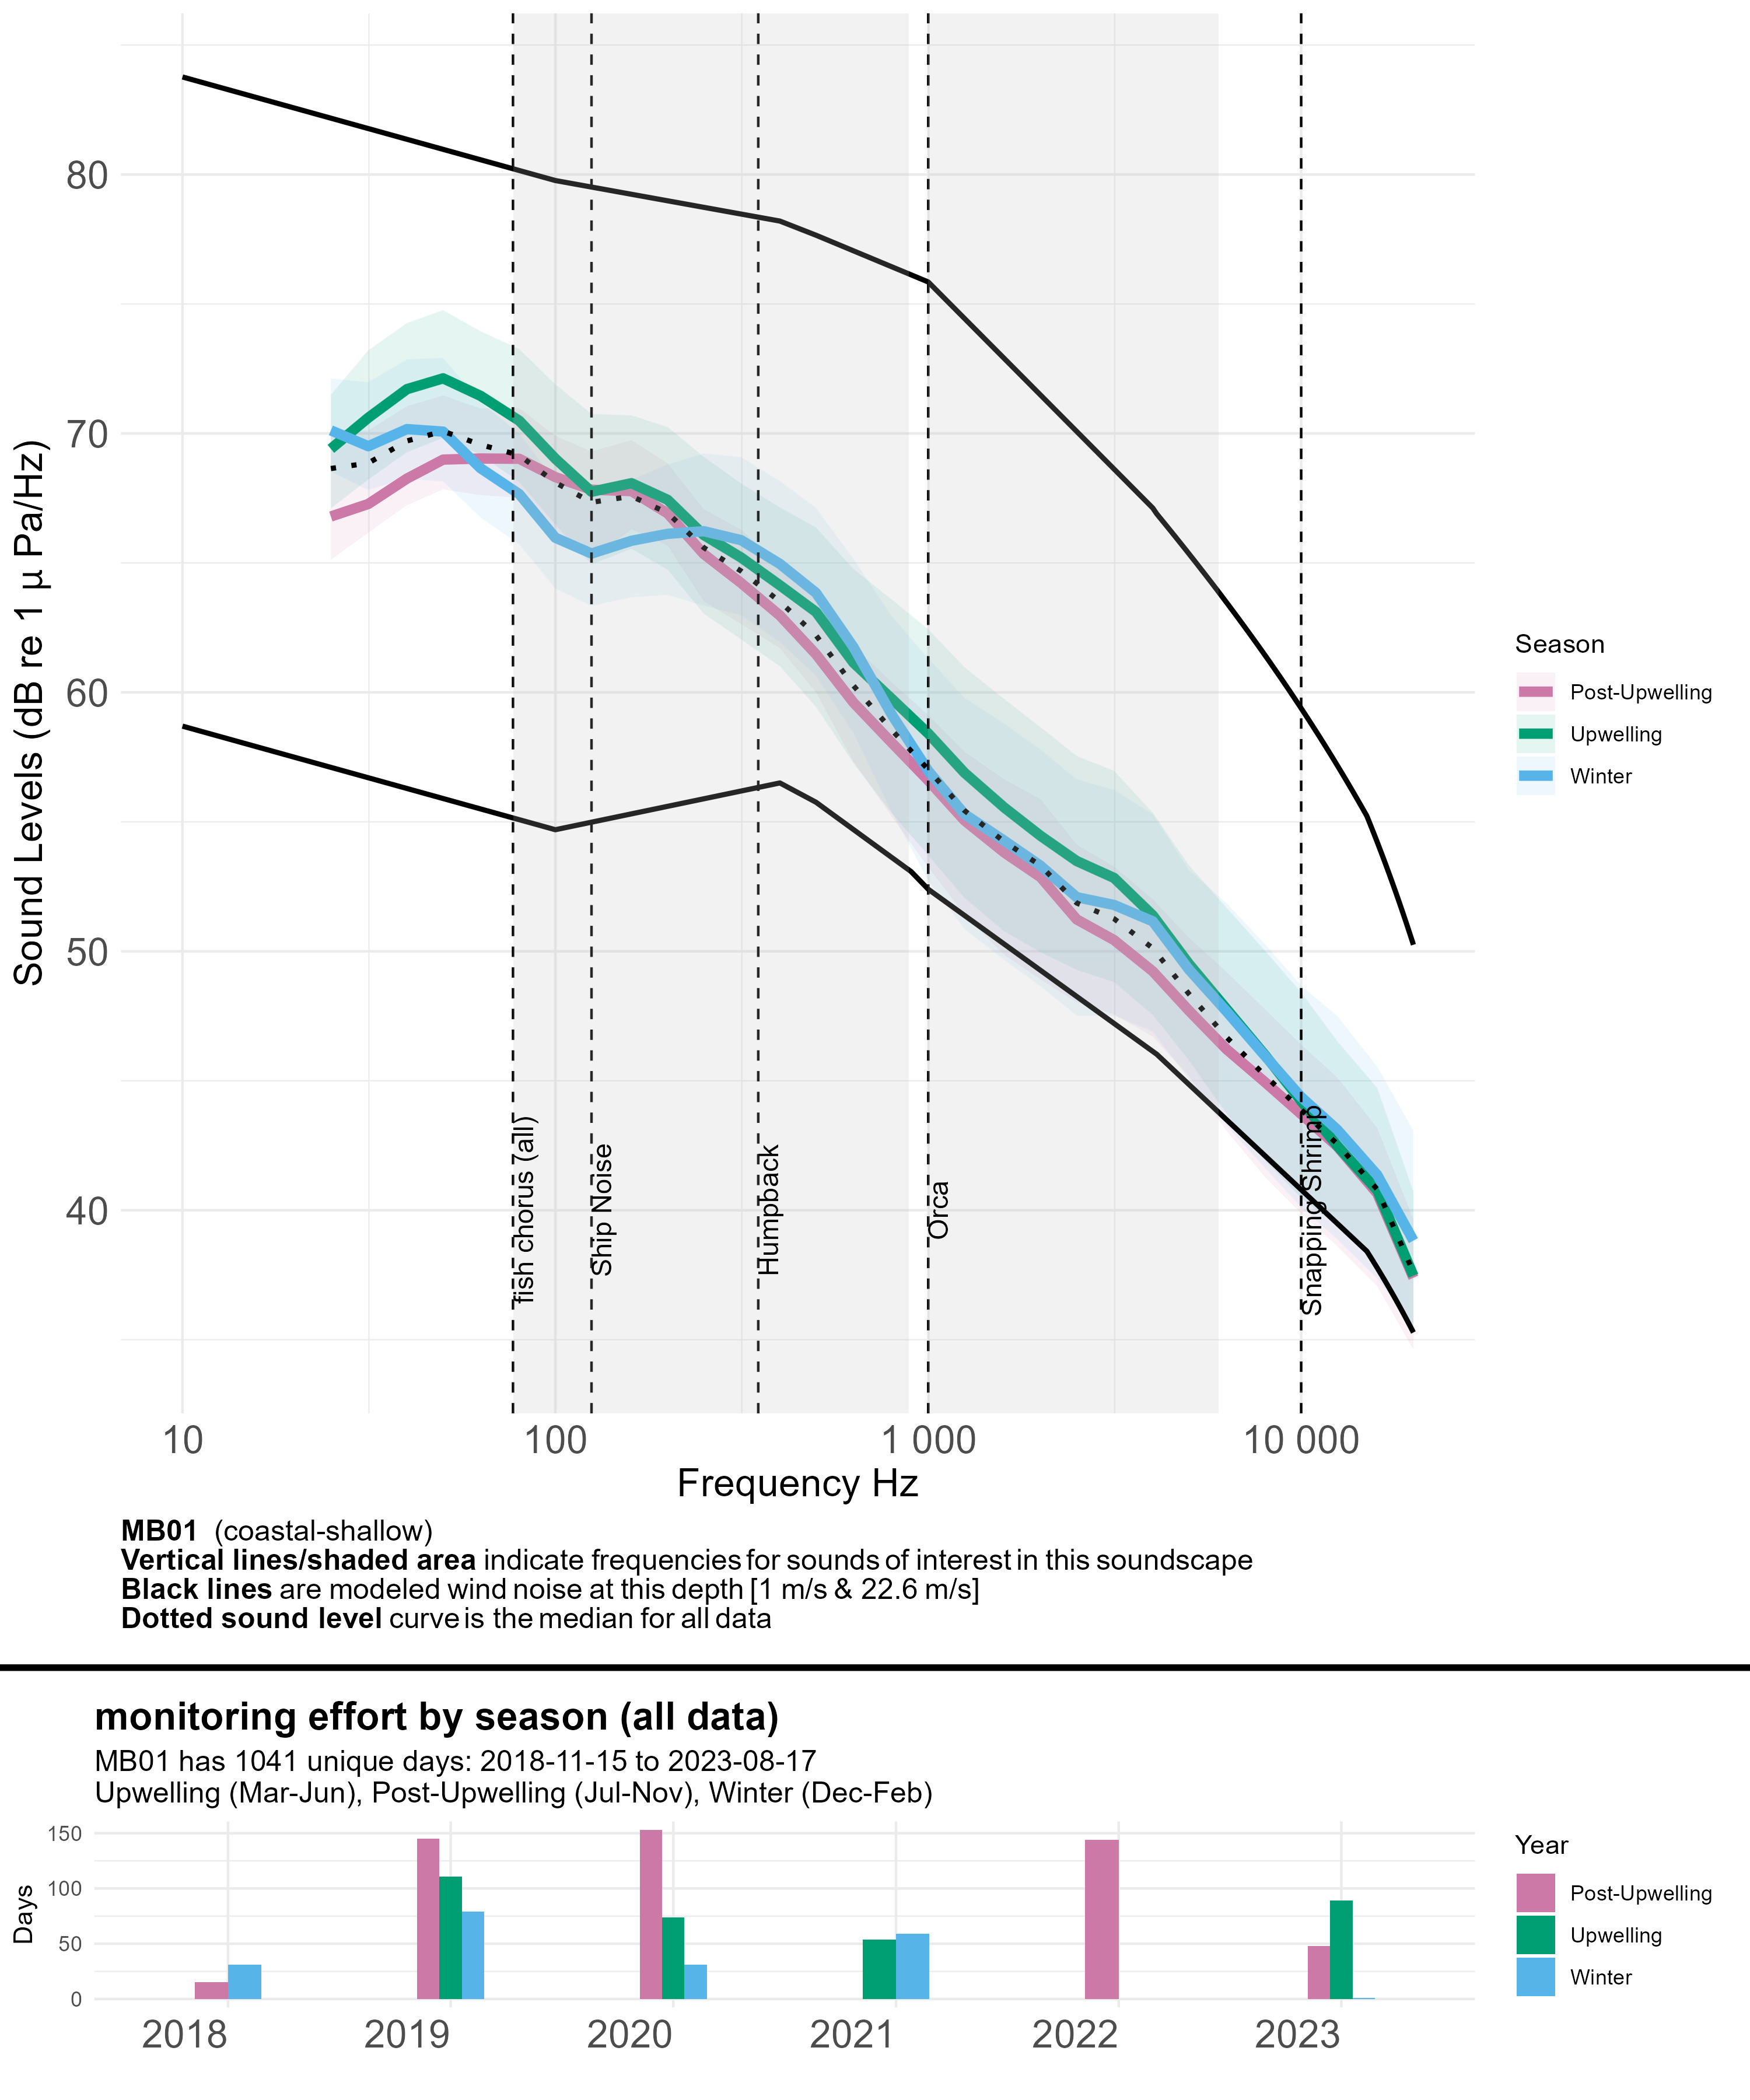 80
70
60
50
40
Sound Levels (dB re 1 µ Pa/Hz)
fish chorus (all)
Ship Noise
Humpback
Orca
Snapping Shrimp
10
100
1 000
10 000
Frequency Hz
Season
Post-Upwelling
Upwelling
Winter
MB01 (coastal-shallow)
Vertical lines/shaded area indicate frequencies for sounds of interest in this soundscape
Black lines are modeled wind noise at this depth [1 m/s & 22.6 m/s]
Dotted sound level curve is the median for all data
monitoring effort by season (all data)
MB01 has 1041 unique days: 2018-11-15 to 2023-08-17
Upwelling (Mar-Jun), Post-Upwelling (Jul-Nov), Winter (Dec-Feb)
150
100
50
0
Days
2018
2019
2020
2021
2022
2023
Year
Post-Upwelling
Upwelling
Winter